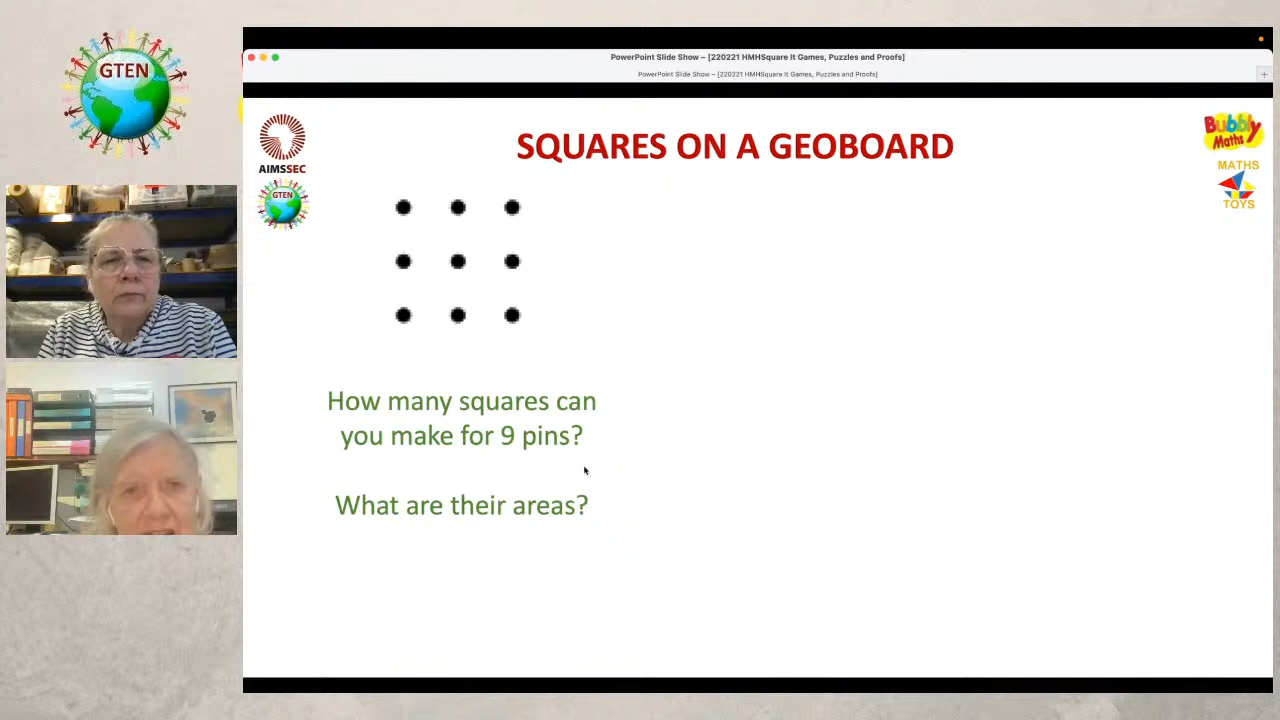 GTEN
PowerPoint Slide Show – [220221 HMHSquare It Games, Puzzles and Proofs]
PowerPoint Slide Show – [220221 HMHSquare It Games, Puzzles and Proofs]
AIMSSEC
GTEN
SQUARES ON A GEOBOARD
Bubbly
Maths
MATHS
TOYS
How many squares can
you make for 9 pins?
What are their areas?